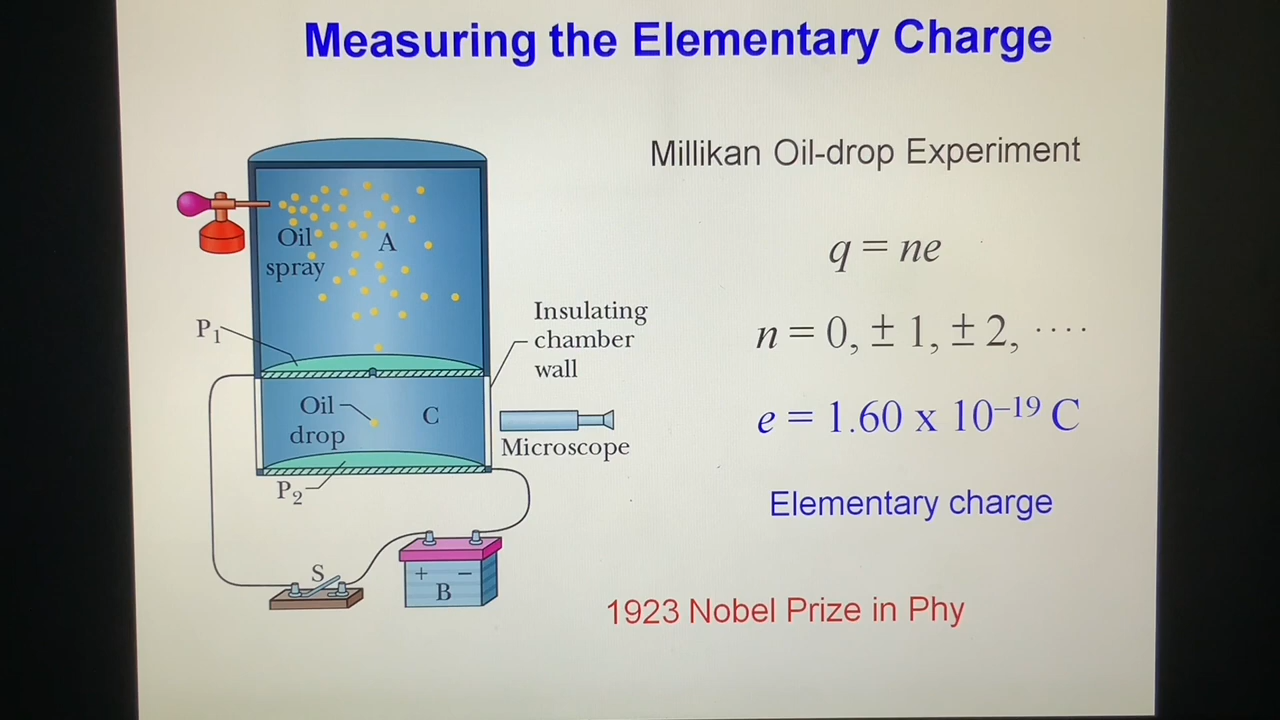 Measuring the Elementary Charge
Millikan Oil-drop Experiment
Oil
spray
A
P₁
Insulating
chamber
wall
Oil
drop
C
Microscope
P₂
S
+ −
B
q = ne
n = 0, ± 1, ± 2, ····
e = 1.60 x 10⁻¹⁹ C
Elementary charge
1923 Nobel Prize in Phy